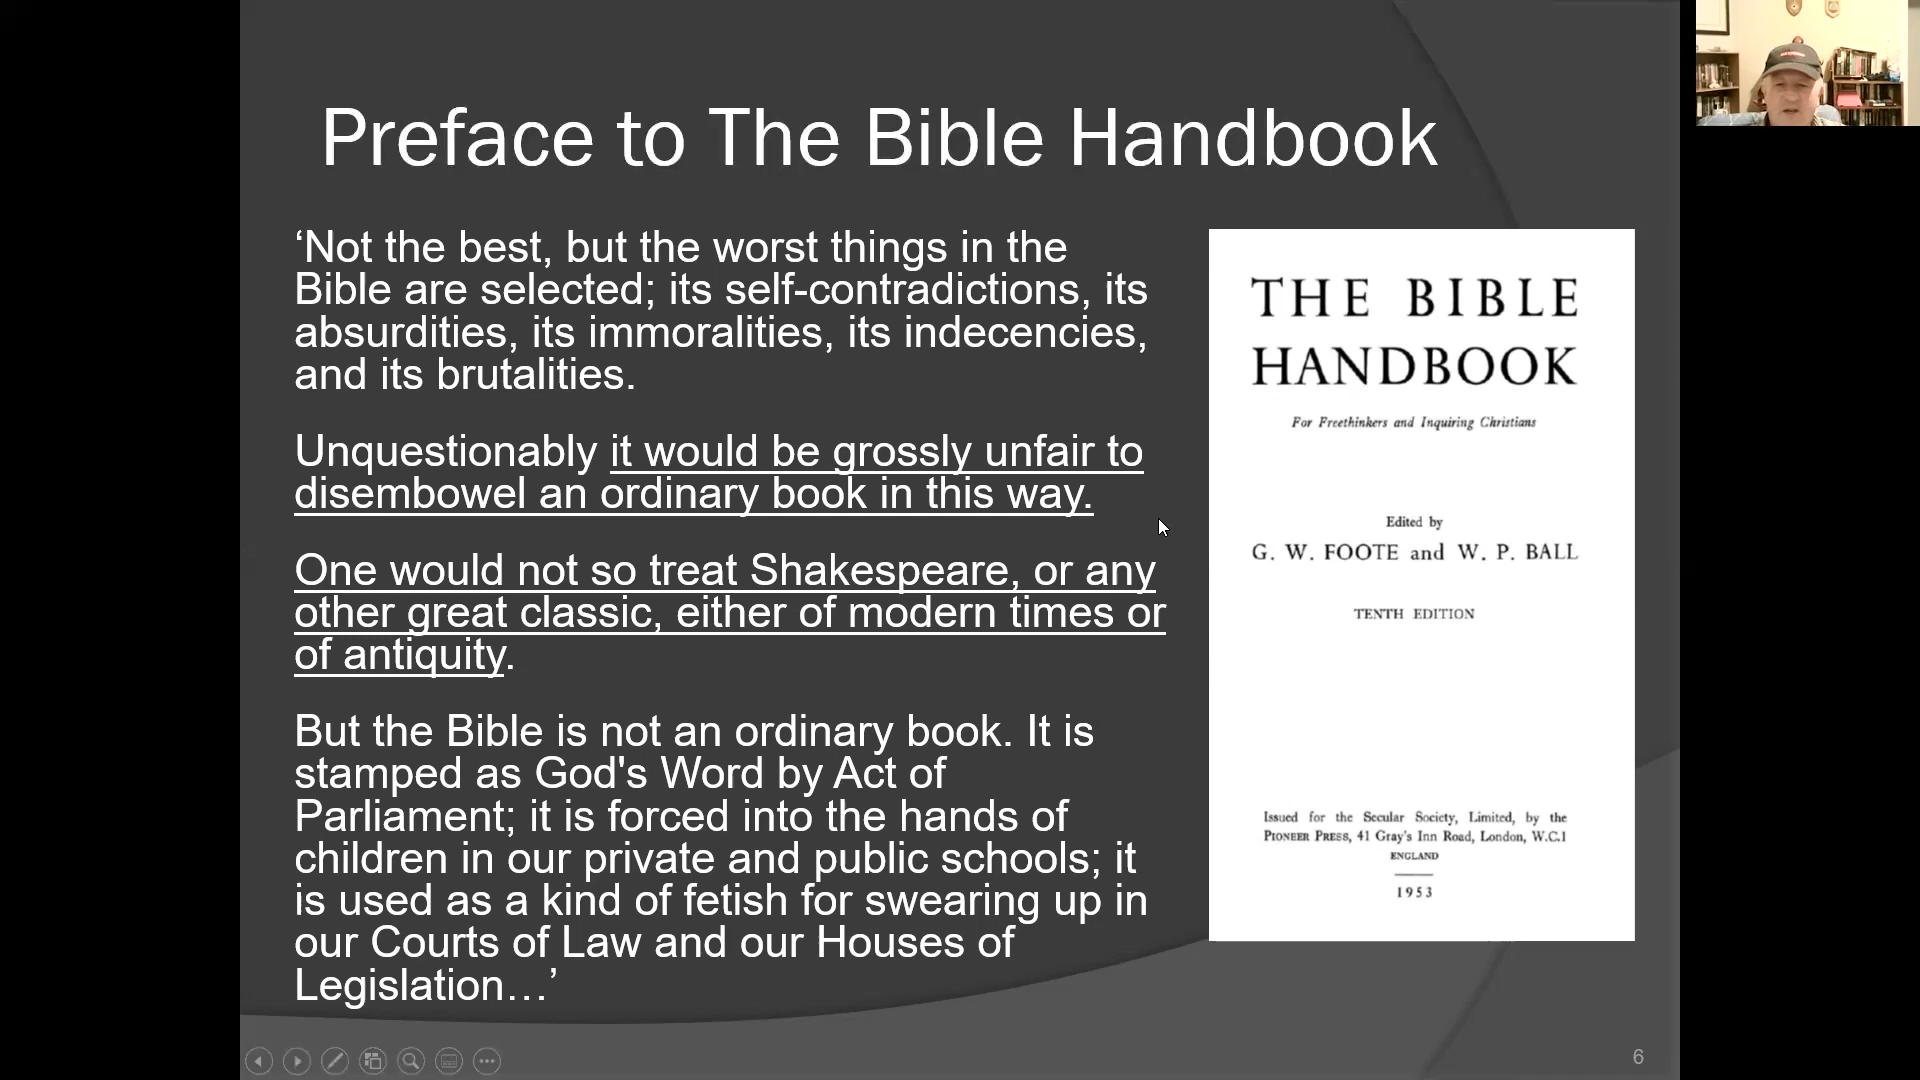 Preface to The Bible Handbook
‘Not the best, but the worst things in the
Bible are selected; its self-contradictions, its
absurdities, its immoralities, its indecencies,
and its brutalities.
Unquestionably it would be grossly unfair to
disembowel an ordinary book in this way.
One would not so treat Shakespeare, or any
other great classic, either of modern times or
of antiquity.
But the Bible is not an ordinary book. It is
stamped as God's Word by Act of
Parliament; it is forced into the hands of
children in our private and public schools; it
is used as a kind of fetish for swearing up in
our Courts of Law and our Houses of
Legislation…’
THE BIBLE
HANDBOOK
For Freethinkers and Inquiring Christians
Edited by
G. W. FOOTE and W. P. BALL
TENTH EDITION
Issued for the Secular Society, Limited, by the
PIONEER PRESS, 41 Gray's Inn Road, London, W.C.1
ENGLAND
1953
6